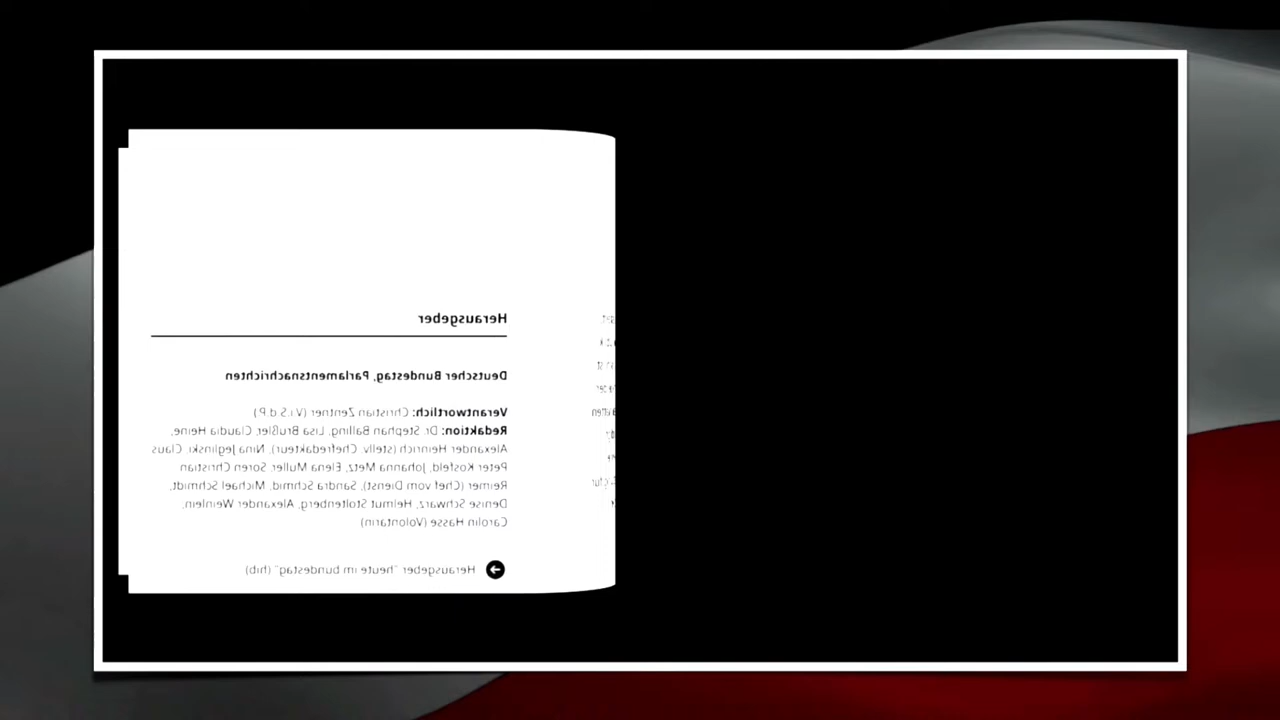 Herausgeber
Deutscher Bundestag, Parlamentsnachrichten
Verantwortlich: Christian Zentner (V.i.S.d.P.)
Redaktion: Dr. Stephan Balling, Lisa Brüßler, Claudia Heine,
Alexander Heinrich (stellv. Chefredakteur), Nina Jeglinski, Claus
Peter Kosfeld, Johanna Metz, Elena Müller, Sören Christian
Reimer (Chef vom Dienst), Sandra Schmid, Michael Schmidt,
Denise Schwarz, Helmut Stoltenberg, Alexander Weinlein,
Carolin Hasse (Volontärin)
Herausgeber "heute im bundestag" (hib)